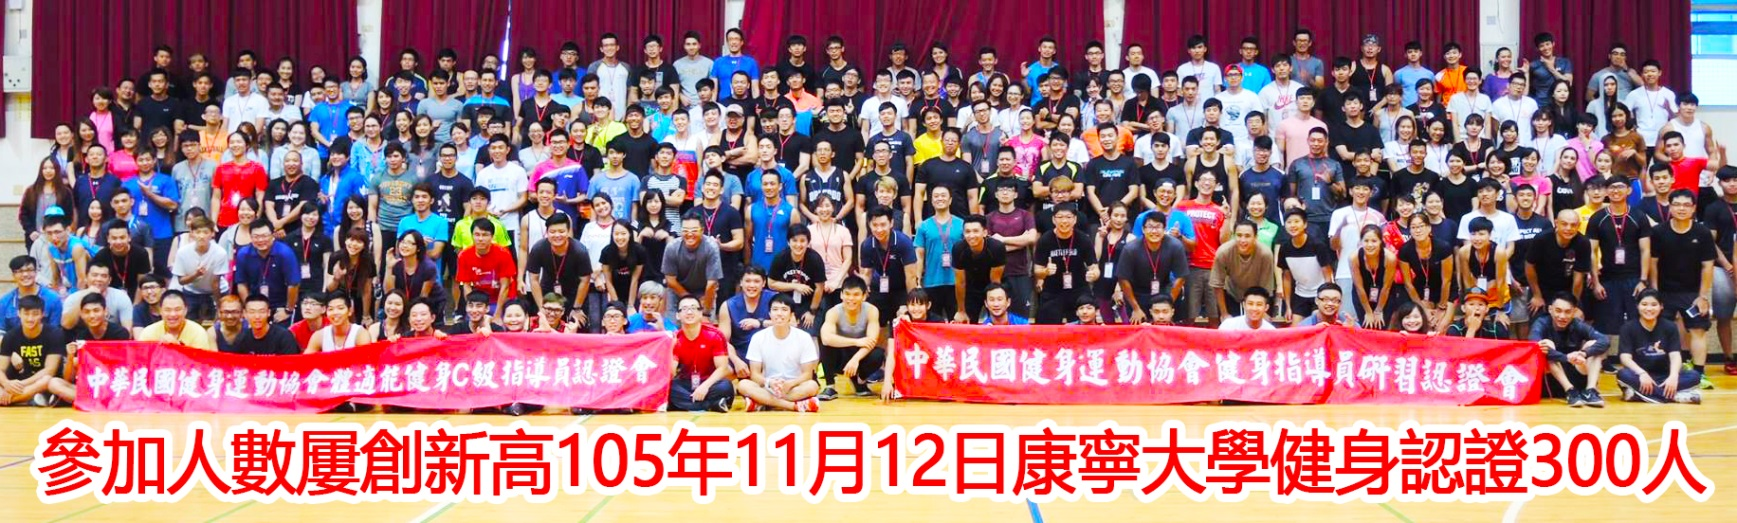 中華民國健身運動協會體適能健身C級指導員認證會
中華民國健身運動協會健身指導員研習認證會
FAST
參加人數屢創新高105年11月12日康寧大學健身認證300人